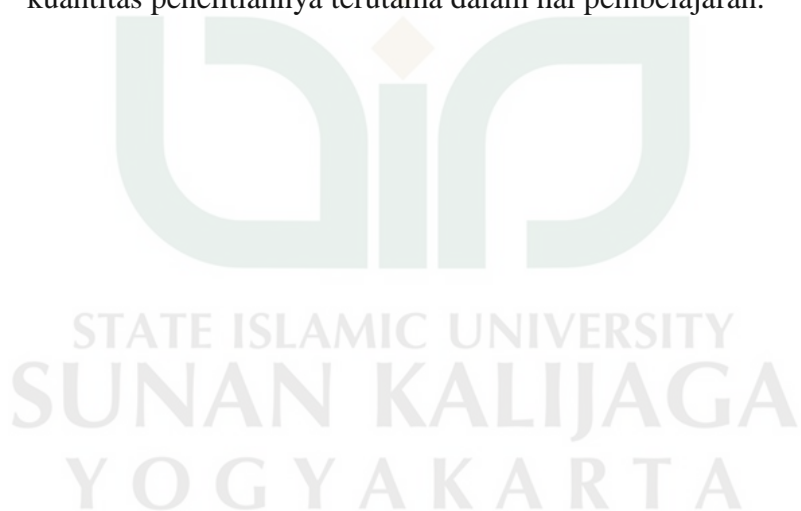 kuantitas penelitiannya terutama dalam hal pembelajaran.
STATE ISLAMIC UNIVERSITY
SUNAN KALIJAGA
YOGYAKARTA